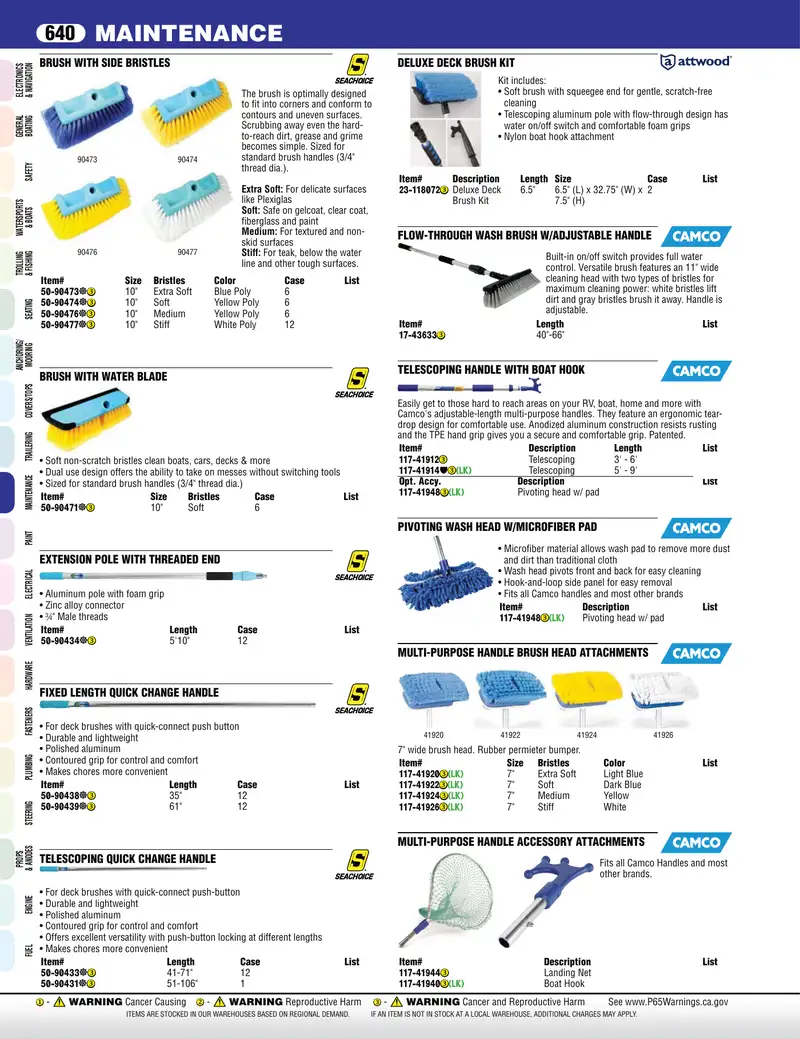 640 MAINTENANCE
ELECTRONICS & NAVIGATION
GENERAL BOATING
SAFETY
WATERSPORTS & BOATS
TROLLING & FISHING
SEATING
ANCHORING/ MOORING
COVERS/TOPS
TRAILERING
MAINTENANCE
PAINT
ELECTRICAL
VENTILATION
HARDWARE
FASTENERS
PLUMBING
STEERING
PROPS & ANODES
ENGINE
FUEL
BRUSH WITH SIDE BRISTLES
SEACHOICE
90473
90474
90476
90477
The brush is optimally designed
to fit into corners and conform to
contours and uneven surfaces.
Scrubbing away even the hard-
to-reach dirt, grease and grime
becomes simple. Sized for
standard brush handles (3/4"
thread dia.).
Extra Soft: For delicate surfaces
like Plexiglas
Soft: Safe on gelcoat, clear coat,
fiberglass and paint
Medium: For textured and non-
skid surfaces
Stiff: For teak, below the water
line and other tough surfaces.
Item# Size Bristles Color Case List
50-90473 3 10" Extra Soft Blue Poly 6
50-90474 3 10" Soft Yellow Poly 6
50-90476 3 10" Medium Yellow Poly 6
50-90477 3 10" Stiff White Poly 12
BRUSH WITH WATER BLADE
SEACHOICE
• Soft non-scratch bristles clean boats, cars, decks & more
• Dual use design offers the ability to take on messes without switching tools
• Sized for standard brush handles (3/4" thread dia.)
Item# Size Bristles Case List
50-90471 3 10" Soft 6
EXTENSION POLE WITH THREADED END
SEACHOICE
• Aluminum pole with foam grip
• Zinc alloy connector
• ¾" Male threads
Item# Length Case List
50-90434 3 5'10" 12
FIXED LENGTH QUICK CHANGE HANDLE
SEACHOICE
• For deck brushes with quick-connect push button
• Durable and lightweight
• Polished aluminum
• Contoured grip for control and comfort
• Makes chores more convenient
Item# Length Case List
50-90438 3 35" 12
50-90439 3 61" 12
TELESCOPING QUICK CHANGE HANDLE
SEACHOICE
• For deck brushes with quick-connect push-button
• Durable and lightweight
• Polished aluminum
• Contoured grip for control and comfort
• Offers excellent versatility with push-button locking at different lengths
• Makes chores more convenient
Item# Length Case List
50-90433 3 41-71" 12
50-90431 3 51-106" 1
DELUXE DECK BRUSH KIT
attwood
Kit includes:
• Soft brush with squeegee end for gentle, scratch-free
cleaning
• Telescoping aluminum pole with flow-through design has
water on/off switch and comfortable foam grips
• Nylon boat hook attachment
Item# Description Length Size Case List
23-118072 3 Deluxe Deck 6.5" 6.5" (L) x 32.75" (W) x 2
Brush Kit 7.5" (H)
FLOW-THROUGH WASH BRUSH W/ADJUSTABLE HANDLE
CAMCO
Built-in on/off switch provides full water
control. Versatile brush features an 11" wide
cleaning head with two types of bristles for
maximum cleaning power: white bristles lift
dirt and gray bristles brush it away. Handle is
adjustable.
Item# Length List
17-43633 3 40"-66"
TELESCOPING HANDLE WITH BOAT HOOK
CAMCO
Easily get to those hard to reach areas on your RV, boat, home and more with
Camco's adjustable-length multi-purpose handles. They feature an ergonomic tear-
drop design for comfortable use. Anodized aluminum construction resists rusting
and the TPE hand grip gives you a secure and comfortable grip. Patented.
Item# Description Length List
117-41912 3 Telescoping 3' - 6'
117-41914 3 (LK) Telescoping 5' - 9'
Opt. Accy. Description List
117-41948 3 (LK) Pivoting head w/ pad
PIVOTING WASH HEAD W/MICROFIBER PAD
CAMCO
• Microfiber material allows wash pad to remove more dust
and dirt than traditional cloth
• Wash head pivots front and back for easy cleaning
• Hook-and-loop side panel for easy removal
• Fits all Camco handles and most other brands
Item# Description List
117-41948 3 (LK) Pivoting head w/ pad
MULTI-PURPOSE HANDLE BRUSH HEAD ATTACHMENTS
CAMCO
41920 41922 41924 41926
7" wide brush head. Rubber permieter bumper.
Item# Size Bristles Color List
117-41920 3 (LK) 7" Extra Soft Light Blue
117-41922 3 (LK) 7" Soft Dark Blue
117-41924 3 (LK) 7" Medium Yellow
117-41926 3 (LK) 7" Stiff White
MULTI-PURPOSE HANDLE ACCESSORY ATTACHMENTS
CAMCO
Fits all Camco Handles and most
other brands.
Item# Description List
117-41944 3 Landing Net
117-41940 3 (LK) Boat Hook
1 - WARNING Cancer Causing 2 - WARNING Reproductive Harm 3 - WARNING Cancer and Reproductive Harm See www.P65Warnings.ca.gov
ITEMS ARE STOCKED IN OUR WAREHOUSES BASED ON REGIONAL DEMAND. IF AN ITEM IS NOT IN STOCK AT A LOCAL WAREHOUSE, ADDITIONAL CHARGES MAY APPLY.